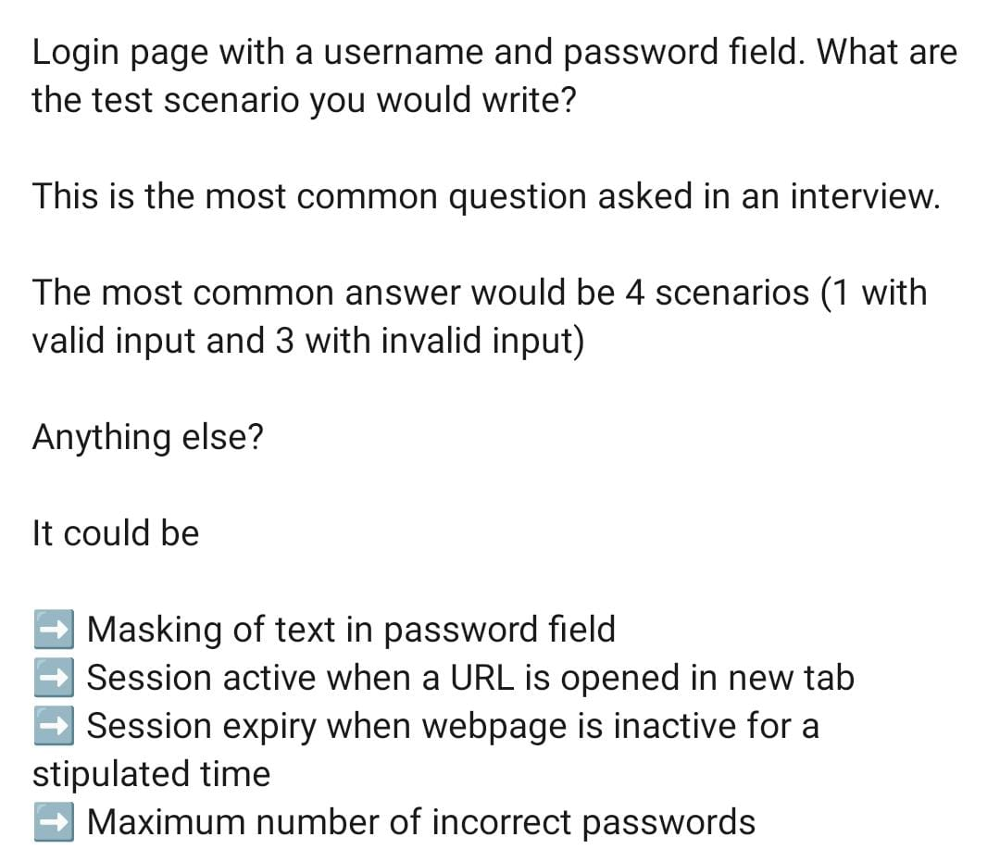 Login page with a username and password field. What are
the test scenario you would write?
This is the most common question asked in an interview.
The most common answer would be 4 scenarios (1 with
valid input and 3 with invalid input)
Anything else?
It could be
➡️ Masking of text in password field
➡️ Session active when a URL is opened in new tab
➡️ Session expiry when webpage is inactive for a
stipulated time
➡️ Maximum number of incorrect passwords